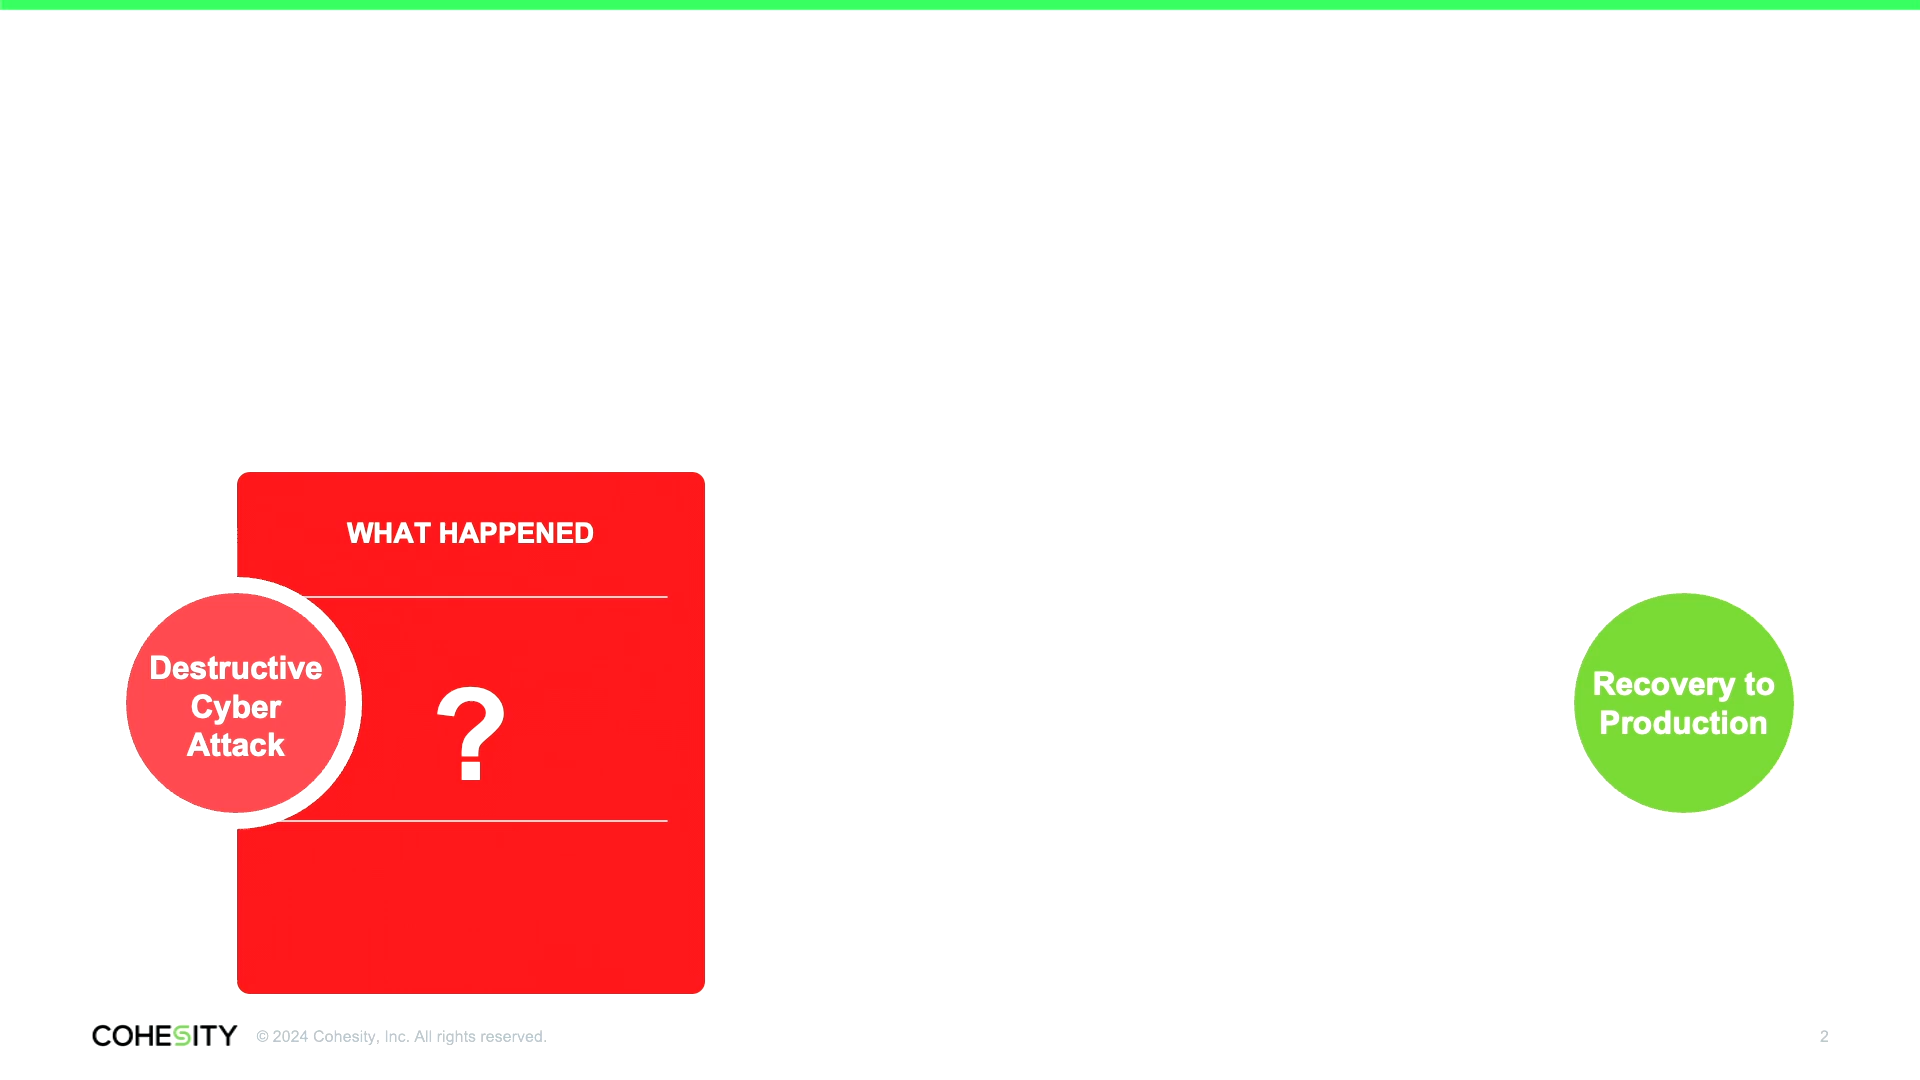 WHAT HAPPENED
Destructive
Cyber
Attack
?
Recovery to
Production
COHESITY
© 2024 Cohesity, Inc. All rights reserved.
2